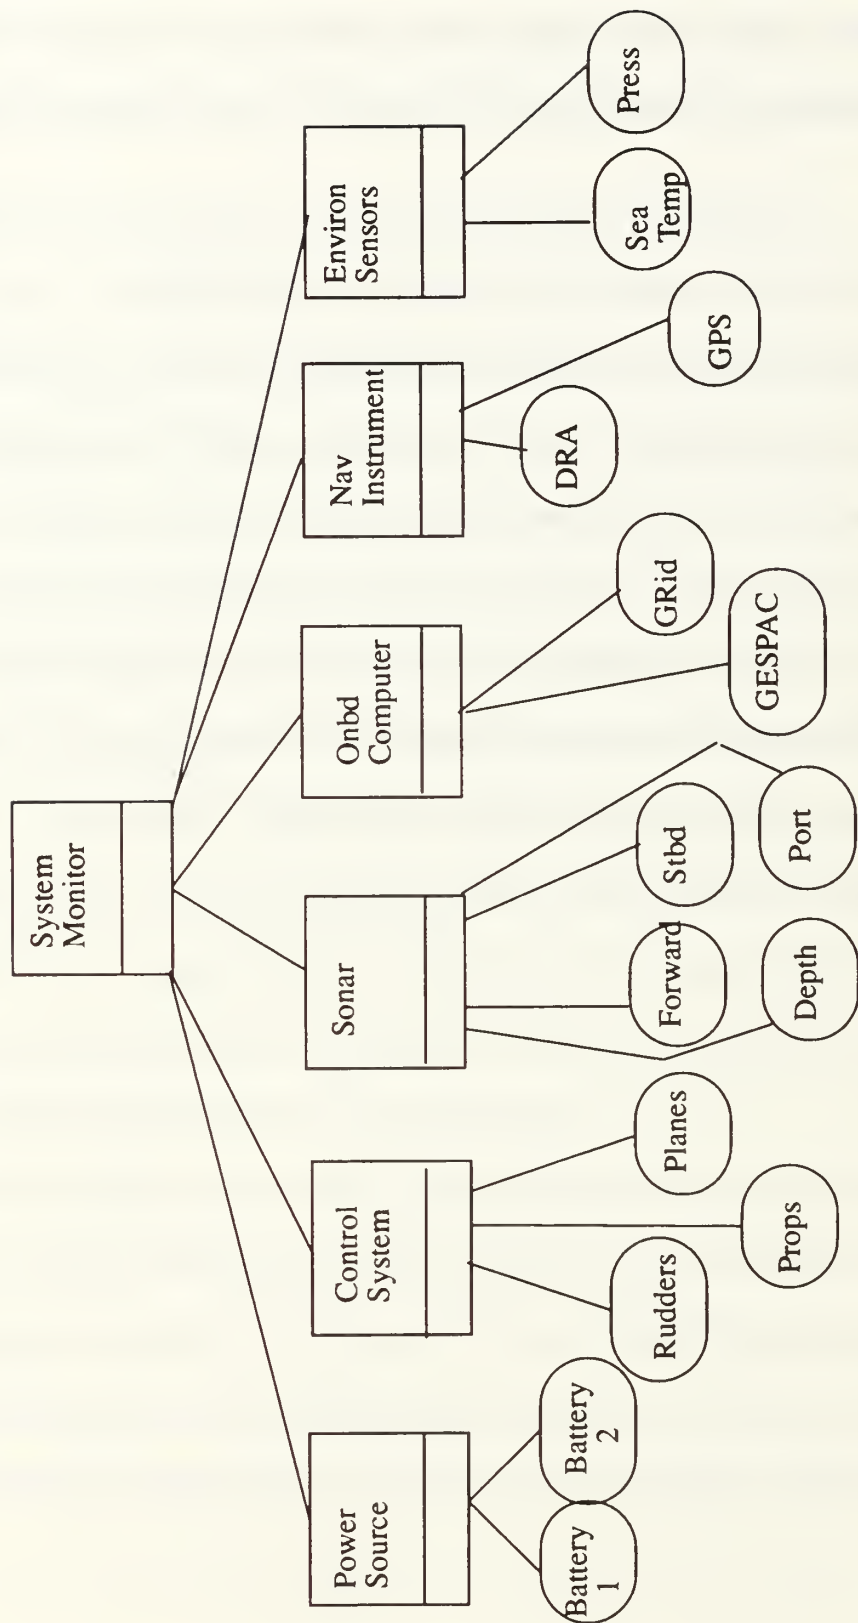 System
Monitor
Power
Source
Control
System
Sonar
Onbd
Computer
Nav
Instrument
Environ
Sensors
Battery
1
Battery
2
Rudders
Props
Planes
Depth
Forward
Stbd
Port
GESPAC
GRid
DRA
GPS
Sea
Temp
Press